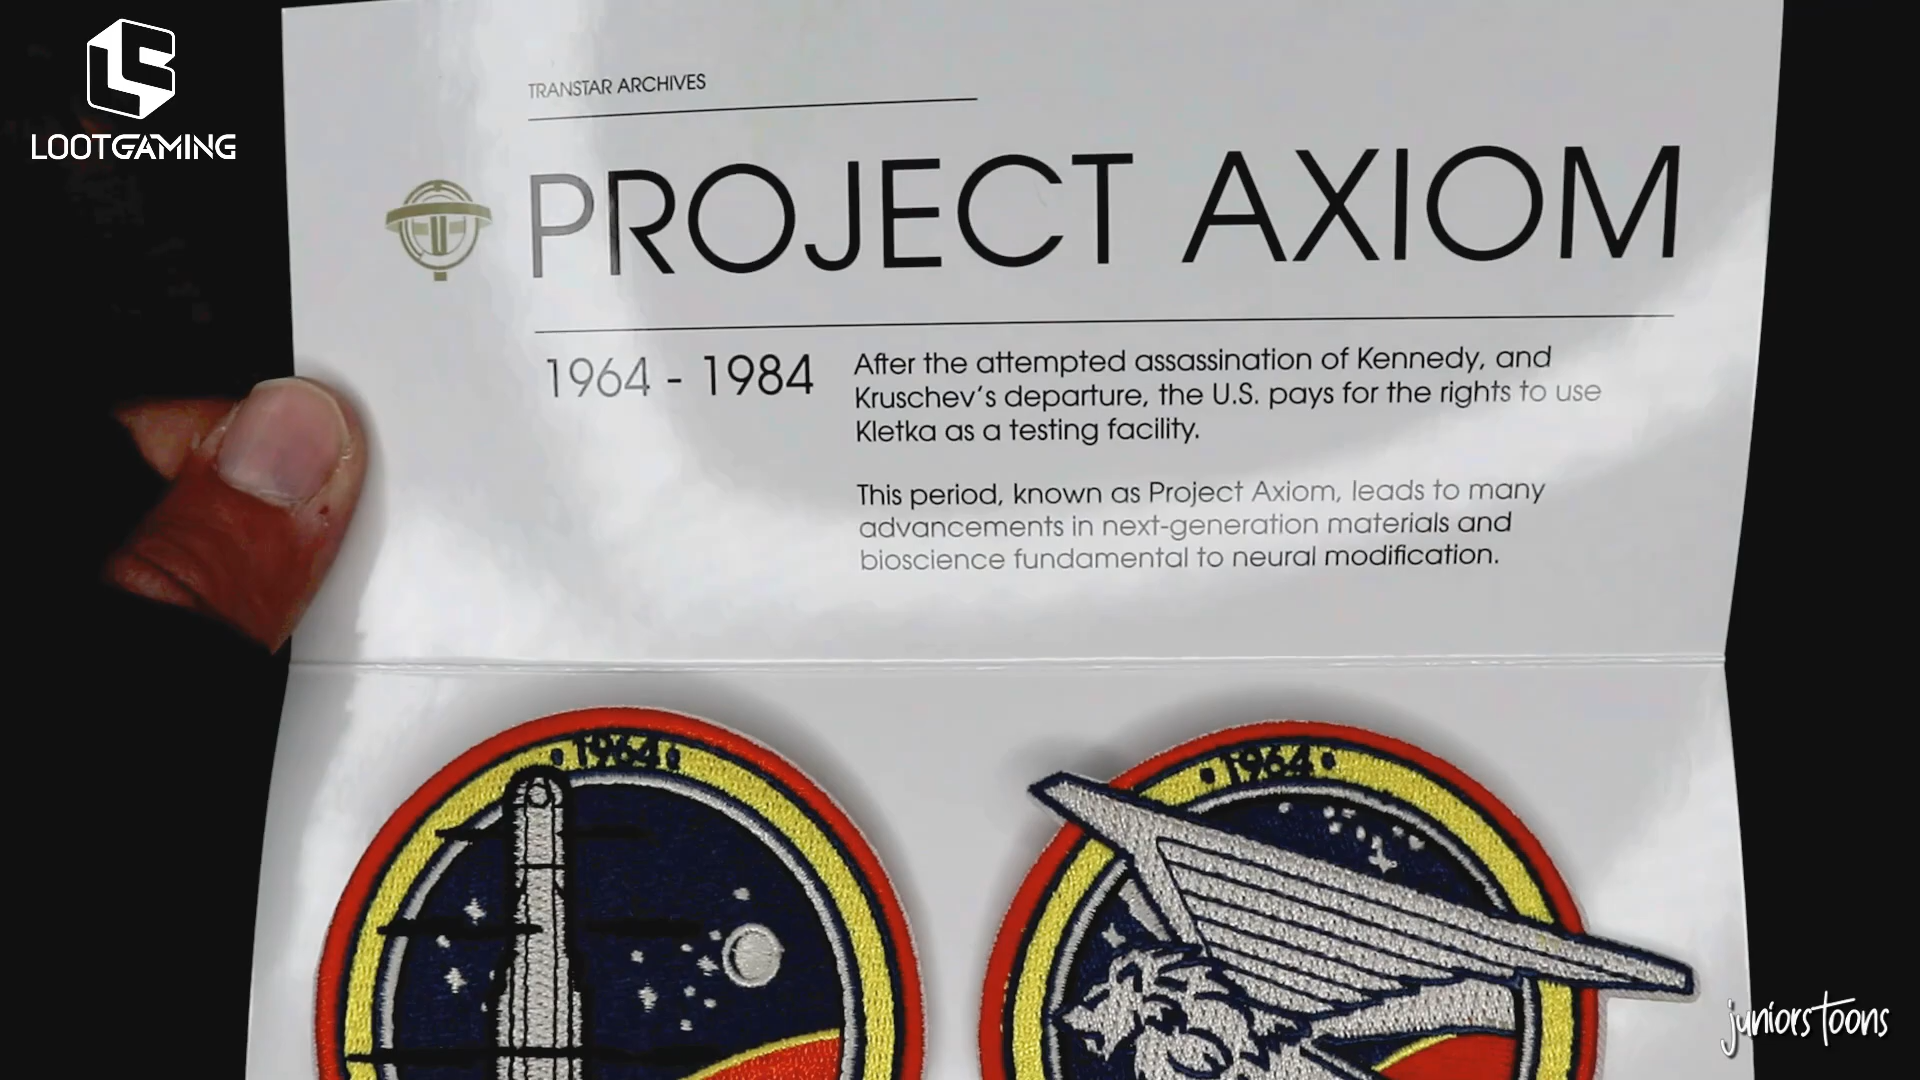 LOOTGAMING
TRANSTAR ARCHIVES
PROJECT AXIOM
1964 - 1984
After the attempted assassination of Kennedy, and
Kruschev's departure, the U.S. pays for the rights to use
Kletka as a testing facility.
This period, known as Project Axiom, leads to many
advancements in next-generation materials and
bioscience fundamental to neural modification.
• 1964 •
• 1964 •
juniorstoons